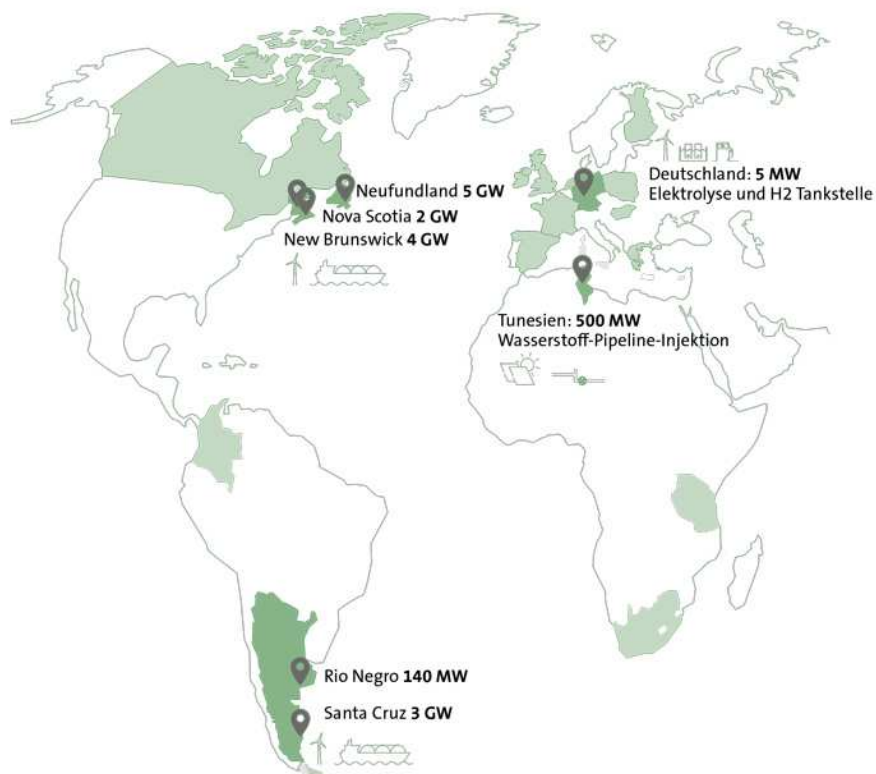 Neufundland 5 GW
Nova Scotia 2 GW
New Brunswick 4 GW
Deutschland: 5 MW
Elektrolyse und H2 Tankstelle
Tunesien: 500 MW
Wasserstoff-Pipeline-Injektion
Rio Negro 140 MW
Santa Cruz 3 GW